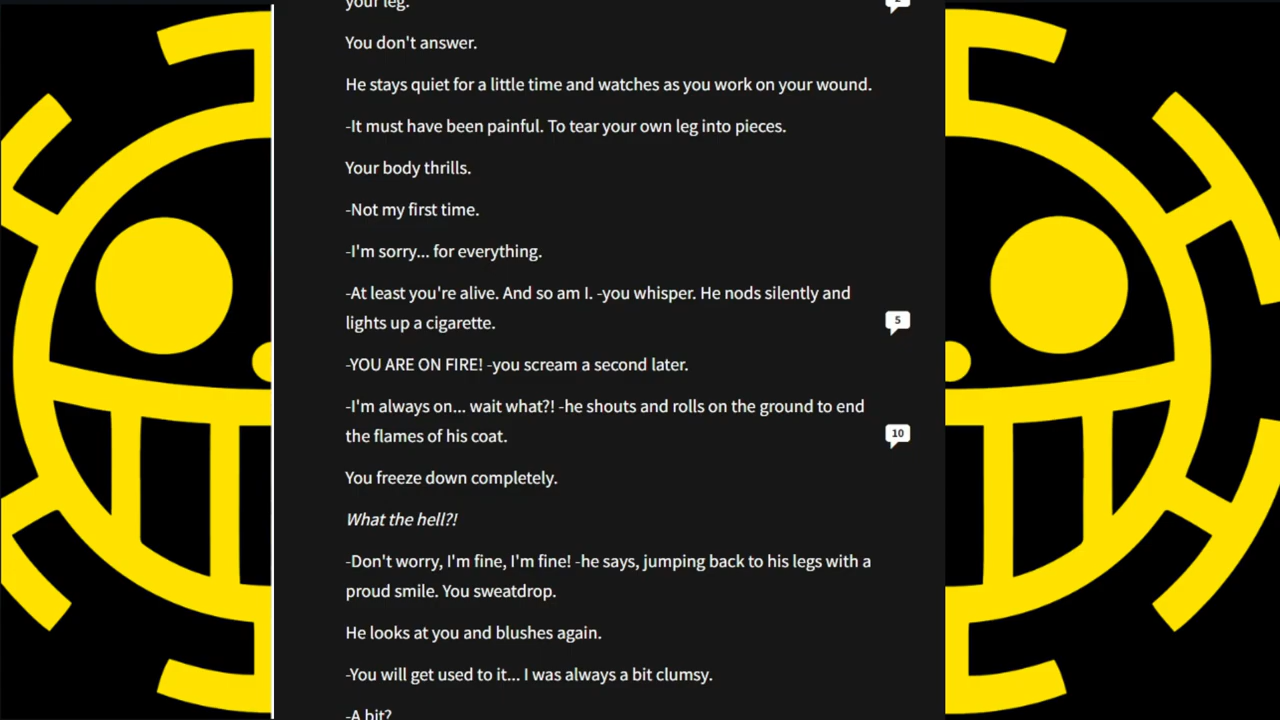 your leg.
You don't answer.
He stays quiet for a little time and watches as you work on your wound.
-It must have been painful. To tear your own leg into pieces.
Your body thrills.
-Not my first time.
-I'm sorry... for everything.
-At least you're alive. And so am I. -you whisper. He nods silently and
lights up a cigarette.
5
-YOU ARE ON FIRE! -you scream a second later.
-I'm always on... wait what?! -he shouts and rolls on the ground to end
the flames of his coat.
10
You freeze down completely.
What the hell?!
-Don't worry, I'm fine, I'm fine! -he says, jumping back to his legs with a
proud smile. You sweatdrop.
He looks at you and blushes again.
-You will get used to it... I was always a bit clumsy.
-A bit?